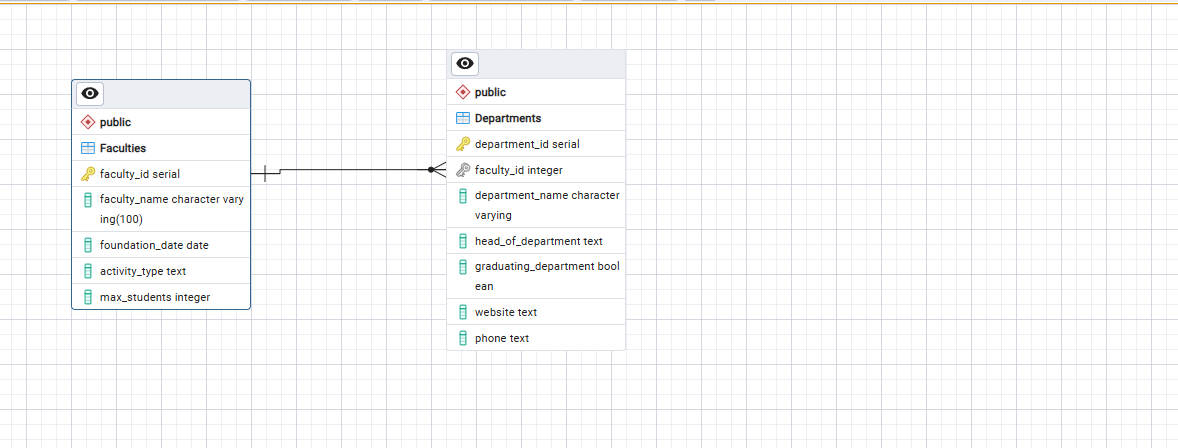 public
Faculties
faculty_id serial
faculty_name character vary
ing(100)
foundation_date date
activity_type text
max_students integer
public
Departments
department_id serial
faculty_id integer
department_name character
varying
head_of_department text
graduating_department bool
ean
website text
phone text